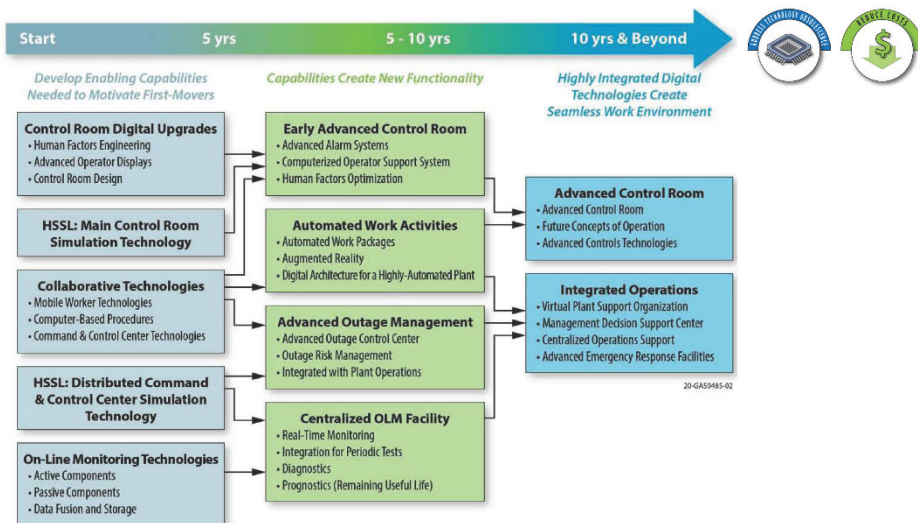 Start
5 yrs
5 - 10 yrs
10 yrs & Beyond
ADDRESS TECHNOLOGY OBSOLESCENCE
REDUCE COSTS
Develop Enabling Capabilities
Needed to Motivate First-Movers
Capabilities Create New Functionality
Highly Integrated Digital
Technologies Create
Seamless Work Environment
Control Room Digital Upgrades
• Human Factors Engineering
• Advanced Operator Displays
• Control Room Design
HSSL: Main Control Room
Simulation Technology
Collaborative Technologies
• Mobile Worker Technologies
• Computer-Based Procedures
• Command & Control Center Technologies
HSSL: Distributed Command
& Control Center Simulation
Technology
On-Line Monitoring Technologies
• Active Components
• Passive Components
• Data Fusion and Storage
Early Advanced Control Room
• Advanced Alarm Systems
• Computerized Operator Support System
• Human Factors Optimization
Automated Work Activities
• Automated Work Packages
• Augmented Reality
• Digital Architecture for a Highly-Automated Plant
Advanced Outage Management
• Advanced Outage Control Center
• Outage Risk Management
• Integrated with Plant Operations
Centralized OLM Facility
• Real-Time Monitoring
• Integration for Periodic Tests
• Diagnostics
• Prognostics (Remaining Useful Life)
Advanced Control Room
• Advanced Control Room
• Future Concepts of Operation
• Advanced Controls Technologies
Integrated Operations
• Virtual Plant Support Organization
• Management Decision Support Center
• Centralized Operations Support
• Advanced Emergency Response Facilities
20-GA50485-02